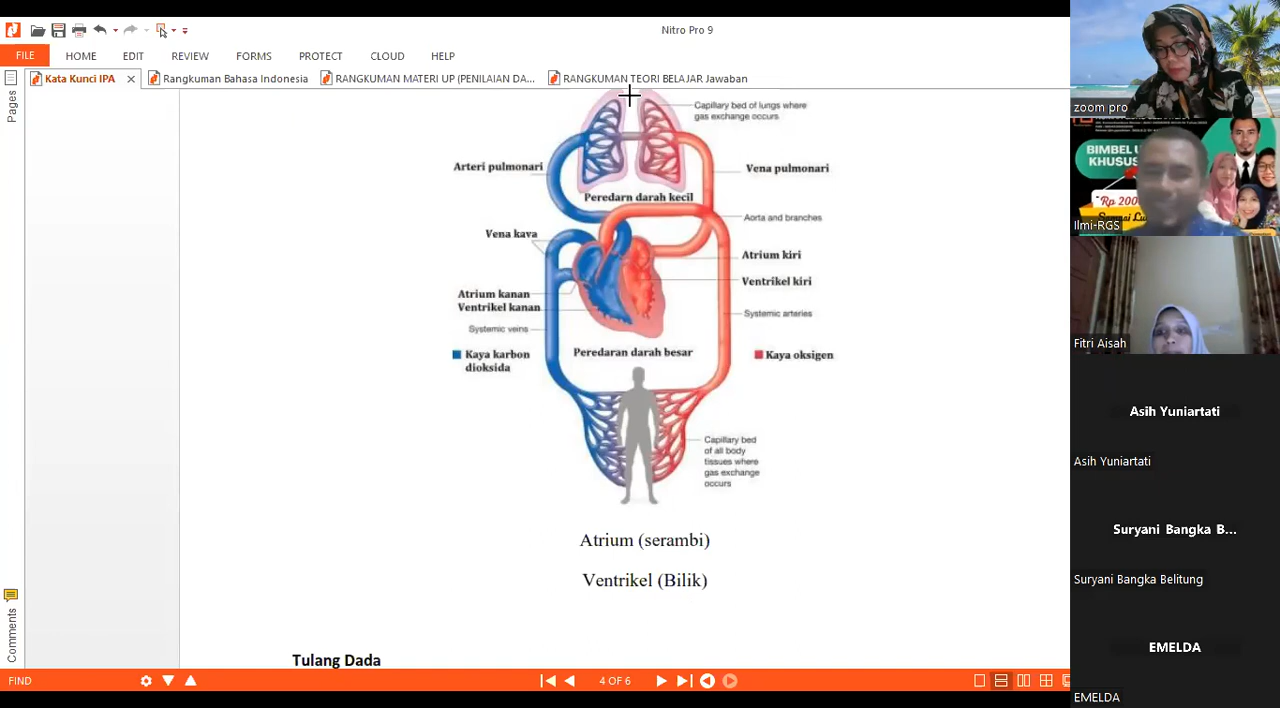 Nitro Pro 9
FILE
HOME
EDIT
REVIEW
FORMS
PROTECT
CLOUD
HELP
Kata Kunci IPA
Rangkuman Bahasa Indonesia
RANGKUMAN MATERI UP (PENILAIAN DA...
RANGKUMAN TEORI BELAJAR Jawaban
Pages
Capillary bed of lungs where
gas exchange occurs
Arteri pulmonari
Vena pulmonari
Peredarn darah kecil
Aorta and branches
Vena kava
Atrium kiri
Ventrikel kiri
Atrium kanan
Ventrikel kanan
Systemic arteries
Systemic veins
Peredaran darah besar
Kaya karbon
dioksida
Kaya oksigen
Capillary bed
of all body
tissues where
gas exchange
occurs
Atrium (serambi)
Ventrikel (Bilik)
Tulang Dada
Comments
FIND
4 OF 6
zoom pro
BIMBEL U
KHUSUS
Rp 200
Ilmi-RGS
Fitri Aisah
Asih Yuniartati
Asih Yuniartati
Suryani Bangka B...
Suryani Bangka Belitung
EMELDA
EMELDA